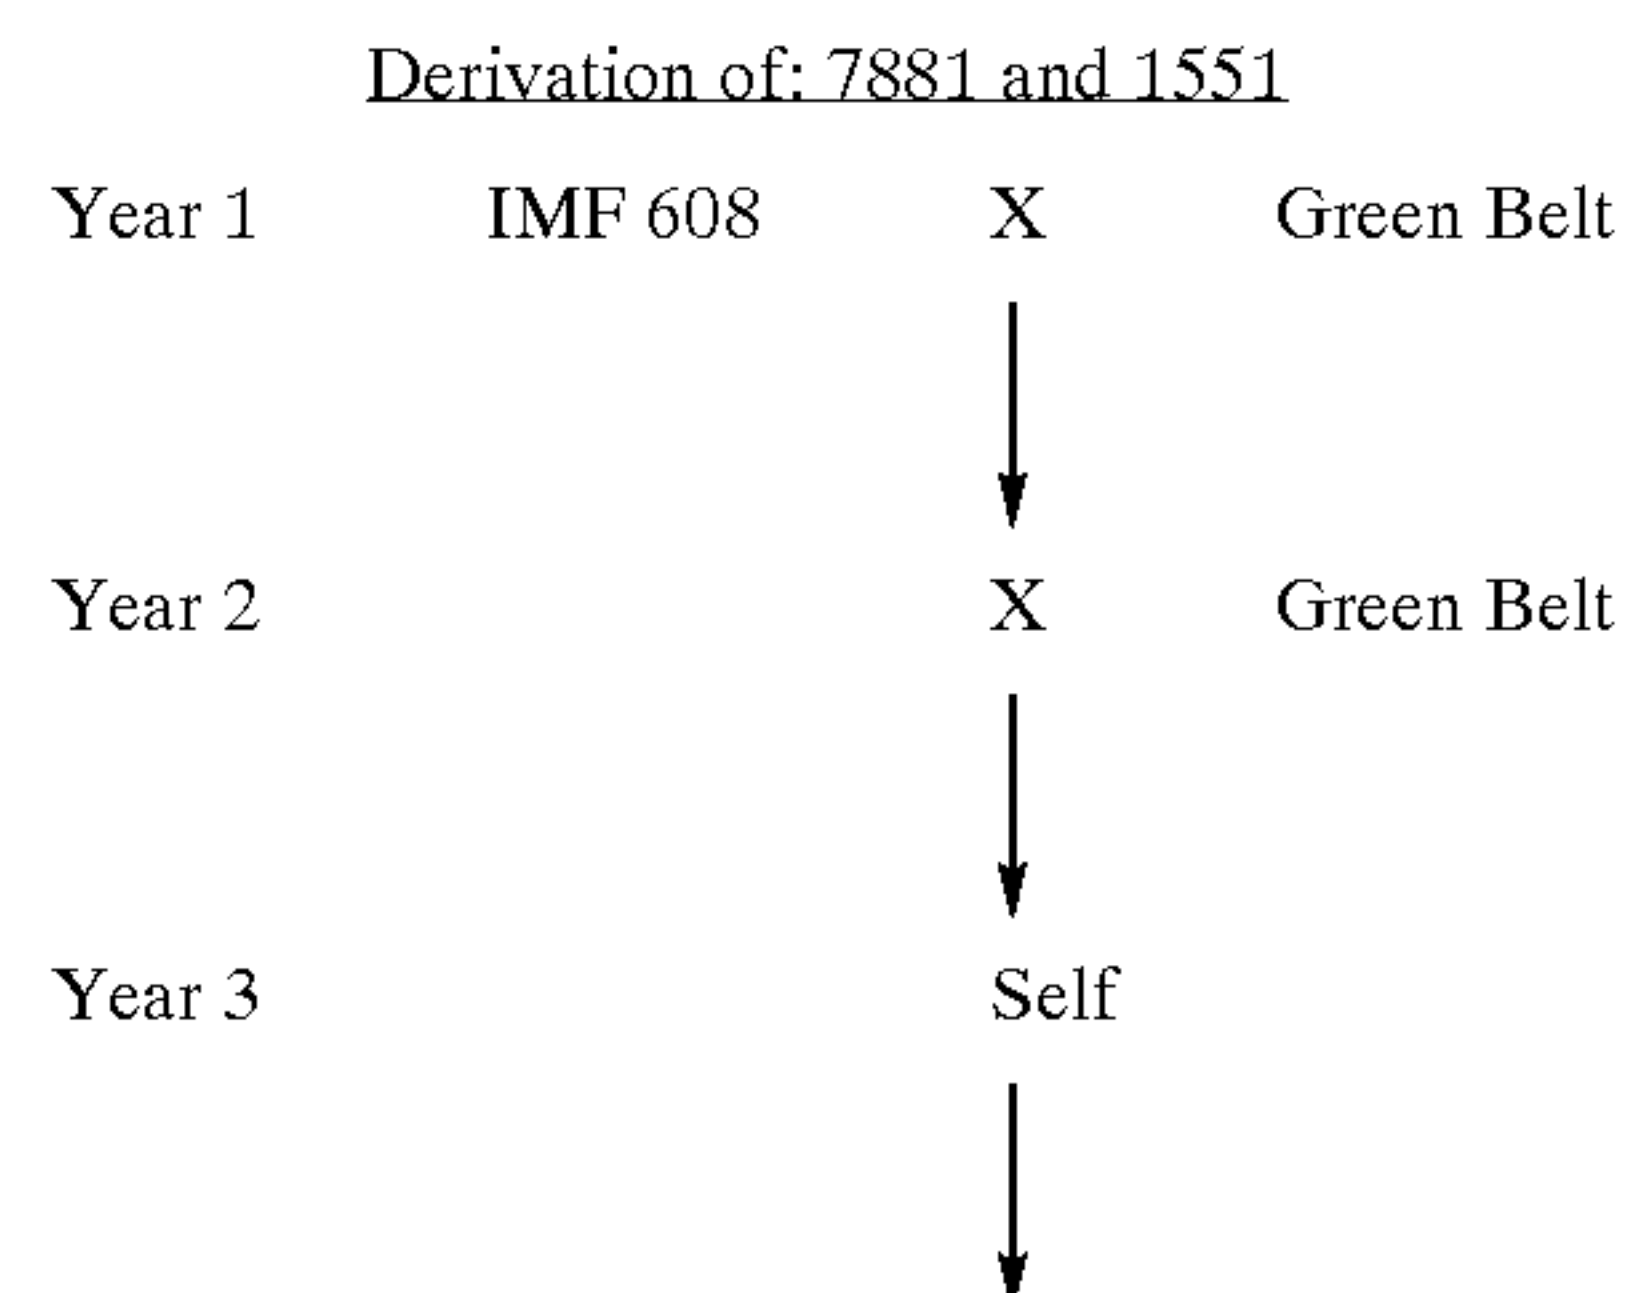 Derivation of: 7881 and 1551
Year 1 IMF 608 X Green Belt
Year 2 X Green Belt
Year 3 Self